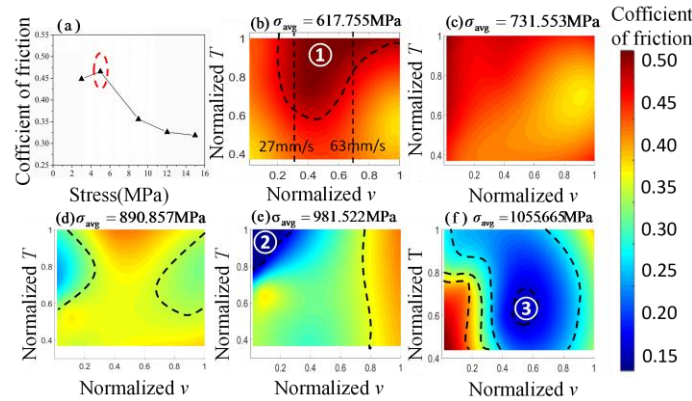 (a)
Cofficient of friction
0.55
0.50
0.45
0.40
0.35
0.30
0.25
0 2 4 6 8 10 12 14 16
Stress(MPa)
(b) σavg = 617.755MPa
Normalized T
1
0.8
0.6
0.4
①
27mm/s 63mm/s
0.2 0.4 0.6 0.8 1
Normalized v
(c) σavg = 731.553MPa
Normalized T
1
0.8
0.6
0.4
0.2 0.4 0.6 0.8 1
Normalized v
Cofficient
of friction
0.50
0.45
0.40
0.35
0.30
0.25
0.20
0.15
(d) σavg = 890.857MPa
Normalized T
1
0.8
0.6
0.4
0.2 0.4 0.6 0.8 1
Normalized v
(e) σavg = 981.522MPa
Normalized T
1
0.8
0.6
0.4
②
0.2 0.4 0.6 0.8 1
Normalized v
(f) σavg = 1055.665MPa
Normalized T
1
0.8
0.6
0.4
③
0.2 0.4 0.6 0.8 1
Normalized v